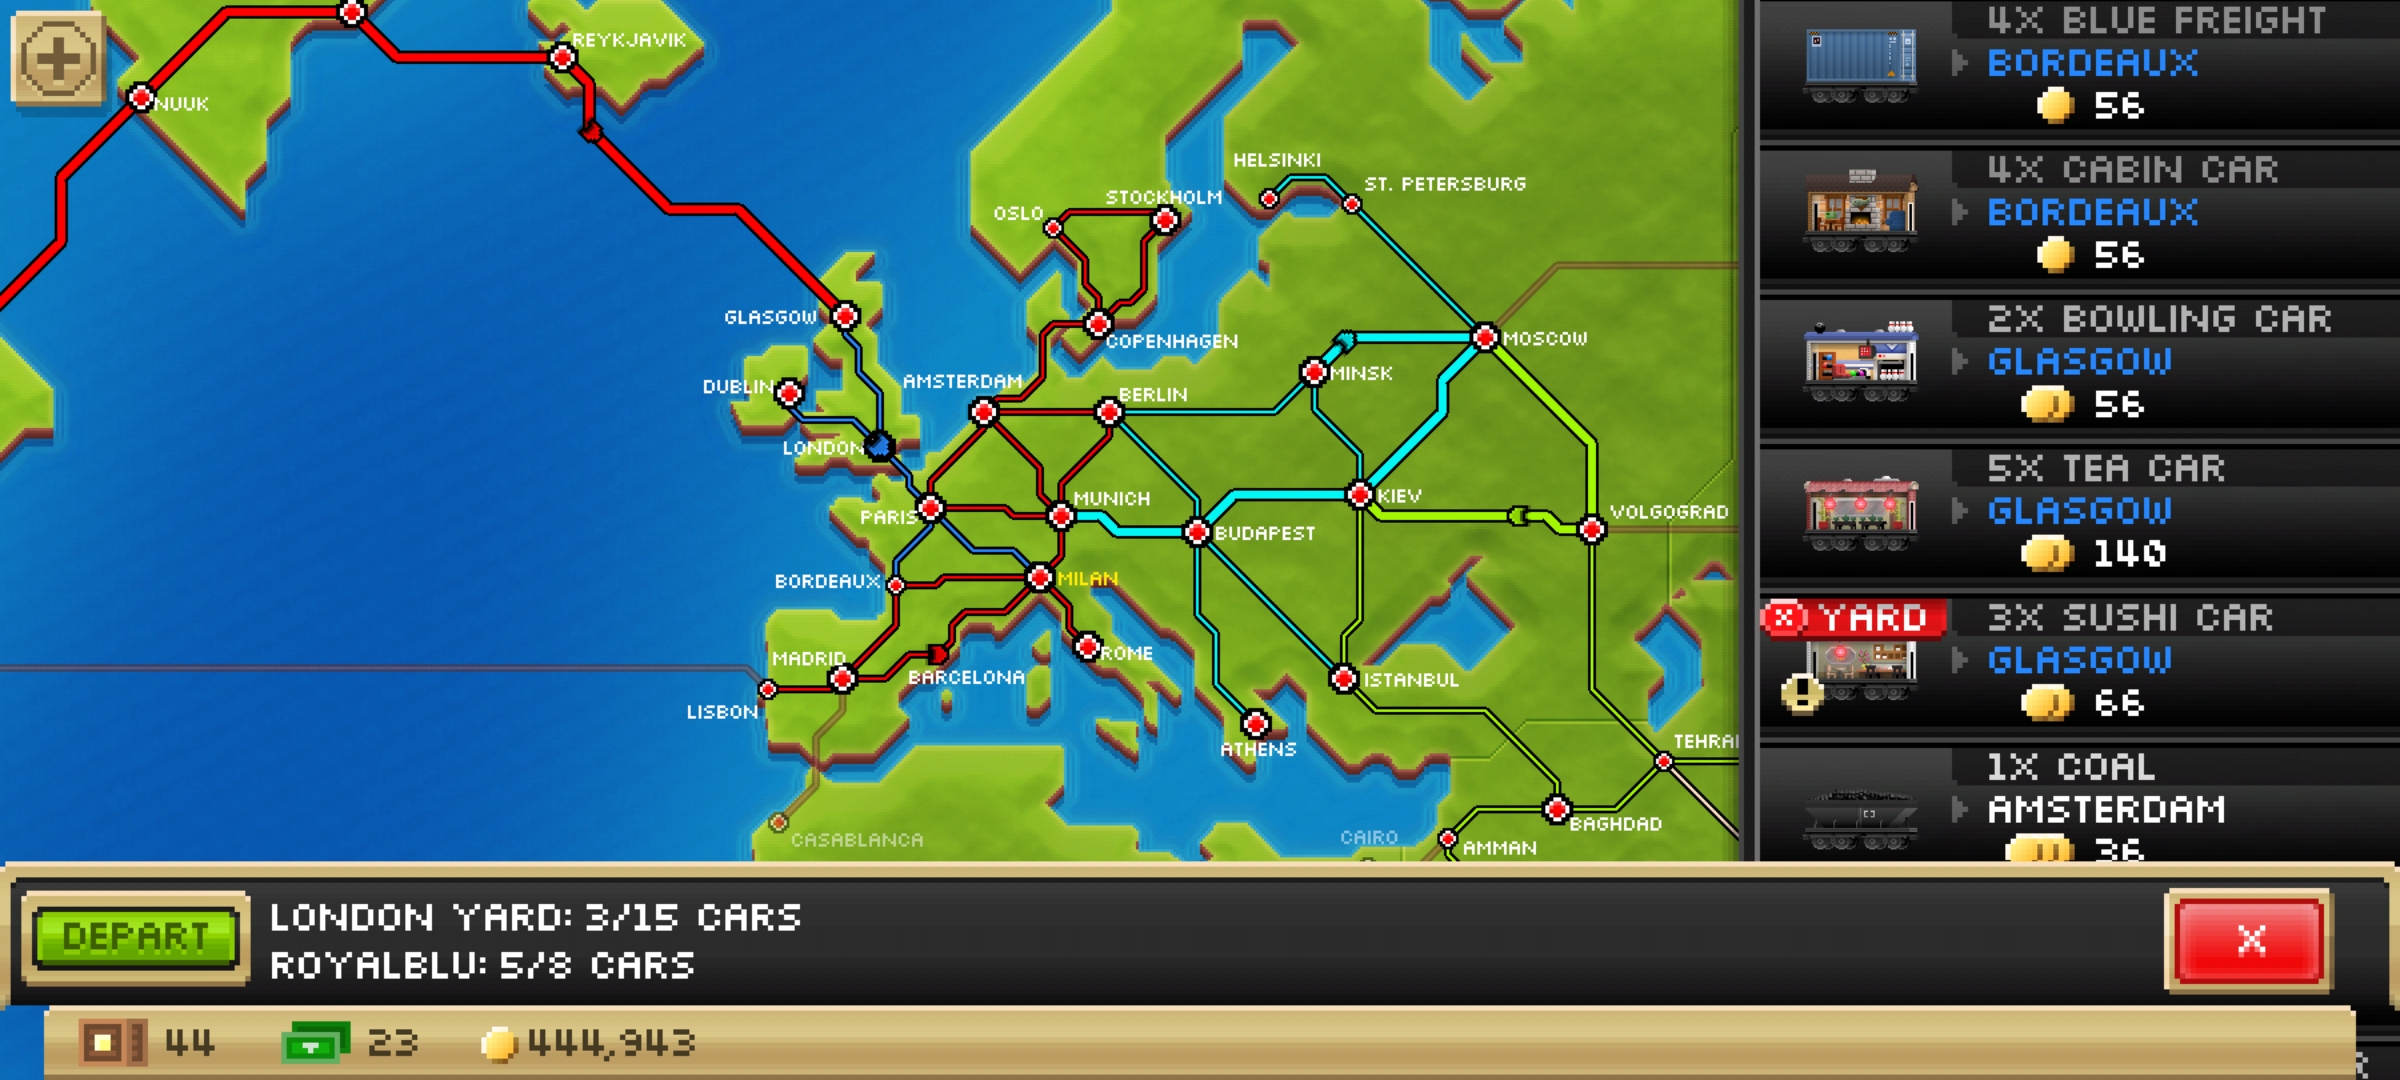 REYKJAVIK
NUUK
HELSINKI
ST. PETERSBURG
STOCKHOLM
OSLO
GLASGOW
COPENHAGEN
MOSCOW
DUBLIN
AMSTERDAM
BERLIN
MINSK
LONDON
MUNICH
KIEV
PARIS
BUDAPEST
VOLGOGRAD
BORDEAUX
MILAN
MADRID
ROME
BARCELONA
ISTANBUL
LISBON
ATHENS
TEHRA
CASABLANCA
CAIRO
BAGHDAD
AMMAN
4X BLUE FREIGHT
BORDEAUX
56
4X CABIN CAR
BORDEAUX
56
2X BOWLING CAR
GLASGOW
56
5X TEA CAR
GLASGOW
140
X YARD
3X SUSHI CAR
GLASGOW
66
1X COAL
AMSTERDAM
36
DEPART
LONDON YARD: 3/15 CARS
ROYALBLU: 5/8 CARS
X
44
23
444,943